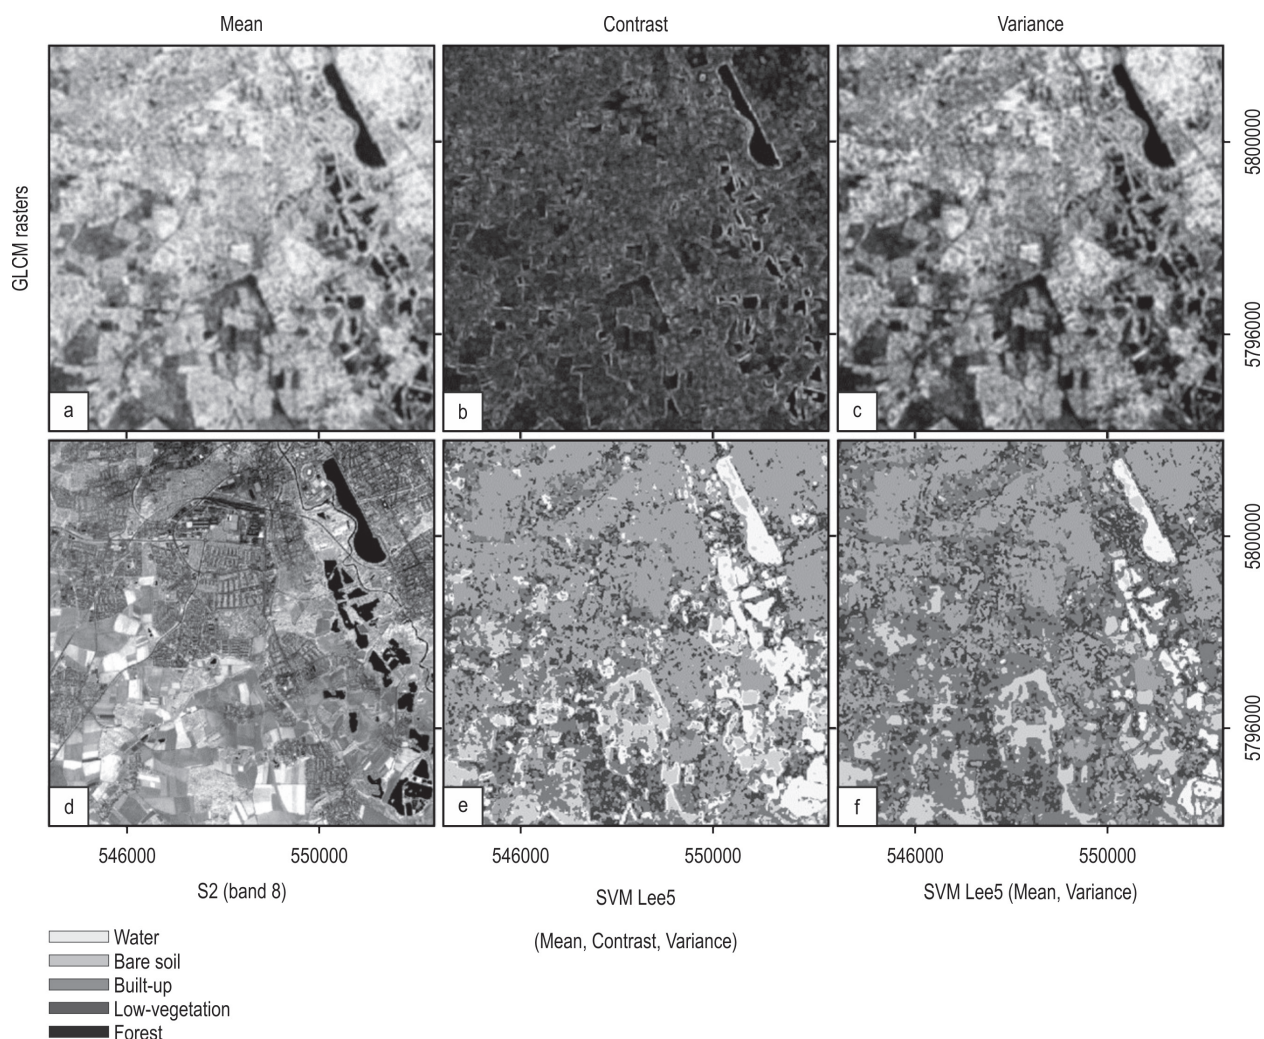 Mean Contrast Variance
GLCM rasters
5800000
5796000
a b c
5800000
5796000
d e f
546000 550000 546000 550000 546000 550000
S2 (band 8) SVM Lee5 SVM Lee5 (Mean, Variance)
(Mean, Contrast, Variance)
Water
Bare soil
Built-up
Low-vegetation
Forest